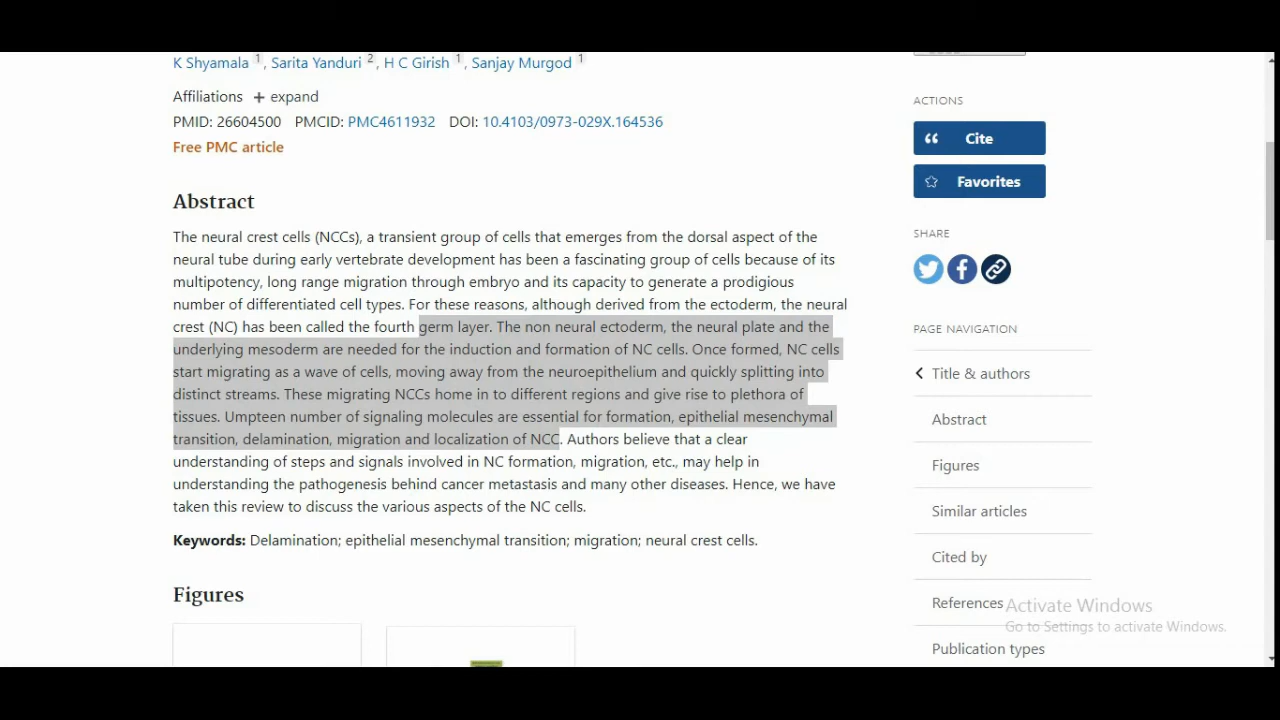 K Shyamala 1, Sarita Yanduri 2, H C Girish 1, Sanjay Murgod 1
Affiliations + expand
PMID: 26604500 PMCID: PMC4611932 DOI: 10.4103/0973-029X.164536
Free PMC article
Abstract
The neural crest cells (NCCs), a transient group of cells that emerges from the dorsal aspect of the
neural tube during early vertebrate development has been a fascinating group of cells because of its
multipotency, long range migration through embryo and its capacity to generate a prodigious
number of differentiated cell types. For these reasons, although derived from the ectoderm, the neural
crest (NC) has been called the fourth germ layer. The non neural ectoderm, the neural plate and the
underlying mesoderm are needed for the induction and formation of NC cells. Once formed, NC cells
start migrating as a wave of cells, moving away from the neuroepithelium and quickly splitting into
distinct streams. These migrating NCCs home in to different regions and give rise to plethora of
tissues. Umpteen number of signaling molecules are essential for formation, epithelial mesenchymal
transition, delamination, migration and localization of NCC. Authors believe that a clear
understanding of steps and signals involved in NC formation, migration, etc., may help in
understanding the pathogenesis behind cancer metastasis and many other diseases. Hence, we have
taken this review to discuss the various aspects of the NC cells.
Keywords: Delamination; epithelial mesenchymal transition; migration; neural crest cells.
Figures
ACTIONS
Cite
Favorites
SHARE
PAGE NAVIGATION
Title & authors
Abstract
Figures
Similar articles
Cited by
References
Publication types
Activate Windows
Go to Settings to activate Windows.